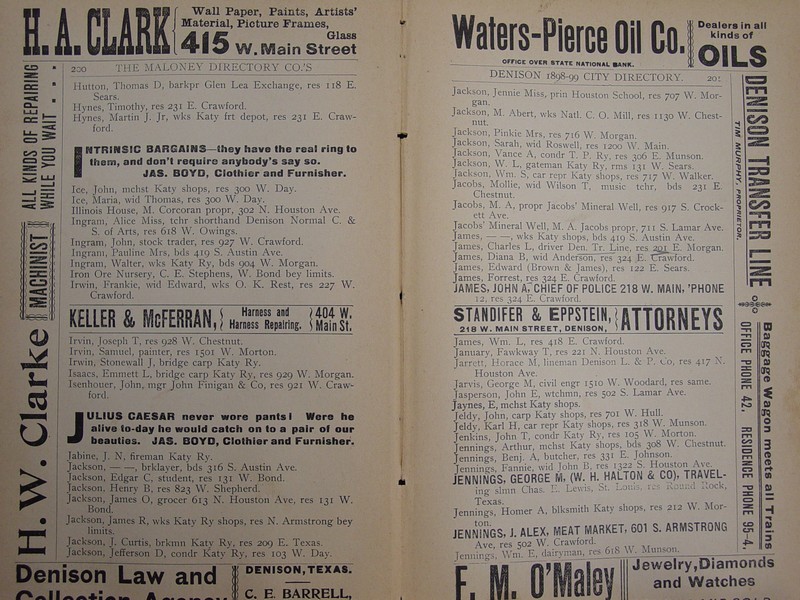 H. A. CLARK
Wall Paper, Paints, Artists'
Material, Picture Frames,
Glass
415 W. Main Street
ALL KINDS OF REPAIRING
WHILE YOU WAIT
MACHINIST
H. W. Clarke
200 THE MALONEY DIRECTORY CO.'S
Hutton, Thomas D, barkpr Glen Lea Exchange, res 118 E.
Sears.
Hynes, Timothy, res 231 E. Crawford.
Hynes, Martin J. Jr, wks Katy frt depot, res 231 E. Craw-
ford.
INTRINSIC BARGAINS—they have the real ring to
them, and don't require anybody's say so.
JAS. BOYD, Clothier and Furnisher.
Ice, John, mchst Katy shops, res 300 W. Day.
Ice, Maria, wid Thomas, res 300 W. Day.
Illinois House, M. Corcoran propr, 302 N. Houston Ave.
Ingram, Alice Miss, tchr shorthand Denison Normal C. &
S. of Arts, res 618 W. Owings.
Ingram, John, stock trader, res 927 W. Crawford.
Ingram, Pauline Mrs, bds 419 S. Austin Ave.
Ingram, Walter, wks Katy Ry, bds 904 W. Morgan.
Iron Ore Nursery, C. E. Stephens, W. Bond bey limits.
Irwin, Frankie, wid Edward, wks O. K. Rest, res 227 W.
Crawford.
KELLER & McFERRAN,
Harness and
Harness Repairing.
404 W.
Main St.
Irvin, Joseph T, res 928 W. Chestnut.
Irvin, Samuel, painter, res 1501 W. Morton.
Irwin, Stonewall J, bridge carp Katy Ry.
Isaacs, Emmett L, bridge carp Katy Ry, res 929 W. Morgan.
Isenhouer, John, mgr John Finigan & Co, res 921 W. Craw-
ford.
JULIUS CAESAR never wore pants! Were he
alive to-day he would catch on to a pair of our
beauties. JAS. BOYD, Clothier and Furnisher.
Jabine, J. N. fireman Katy Ry.
Jackson, — —, brklayer, bds 316 S. Austin Ave.
Jackson, Edgar C, student, res 131 W. Bond.
Jackson, Henry B, res 823 W. Shepherd.
Jackson, James O, grocer 613 N. Houston Ave, res 131 W.
Bond.
Jackson, James R, wks Katy Ry shops, res N. Armstrong bey
limits.
Jackson, J. Curtis, brkmn Katy Ry, res 209 E. Texas.
Jackson, Jefferson D, condr Katy Ry, res 103 W. Day.
Denison Law and
Collection Agency
DENISON, TEXAS.
C. E. BARRELL,
Waters-Pierce Oil Co.
OFFICE OVER STATE NATIONAL BANK.
Dealers in all
kinds of
OILS
DENISON 1898-99 CITY DIRECTORY. 201
Jackson, Jennie Miss, prin Houston School, res 707 W. Mor-
gan.
Jackson, M. Abert, wks Natl. C. O. Mill, res 1130 W. Chest-
nut.
Jackson, Pinkie Mrs, res 716 W. Morgan.
Jackson, Sarah, wid Roswell, res 1200 W. Main.
Jackson, Vance A, condr T. P. Ry, res 306 E. Munson.
Jackson, W. L., gateman Katy Ry, rms 131 W. Sears.
Jackson, Wm. S, car repr Katy shops, res 717 W. Walker.
Jacobs, Mollie, wid Wilson T, music tchr, bds 231 E.
Chestnut.
Jacobs, M. A, propr Jacobs' Mineral Well, res 917 S. Crock-
ett Ave.
Jacobs' Mineral Well, M. A. Jacobs propr, 711 S. Lamar Ave.
James, — —, wks Katy shops, bds 419 S. Austin Ave.
James, Charles L, driver Den. Tr. Line, res 201 E. Morgan.
James, Diana B, wid Anderson, res 324 E. Crawford.
James, Edward (Brown & James), res 122 E. Sears.
James, Forrest, res 324 E. Crawford.
JAMES, JOHN A, CHIEF OF POLICE 218 W. MAIN, 'PHONE
12, res 324 E. Crawford.
STANDIFER & EPPSTEIN,
218 W. MAIN STREET, DENISON,
ATTORNEYS
James, Wm. L, res 418 E. Crawford.
January, Fawkway T, res 221 N. Houston Ave.
Jarrett, Horace M, lineman Denison L. & P. Co, res 417 N.
Houston Ave.
Jarvis, George M, civil engr 1510 W. Woodard, res same.
Jasperson, John E, wtchmn, res 502 S. Lamar Ave.
Jaynes, E, mchst Katy shops.
Jeldy, John, carp Katy shops, res 701 W. Hull.
Jeldy, Karl H, car repr Katy shops, res 318 W. Munson.
Jenkins, John T, condr Katy Ry, res 105 W. Morton.
Jennings, Arthur, mchst Katy shops, bds 308 W. Chestnut.
Jennings, Benj. A, butcher, res 331 E. Johnson.
Jennings, Fannie, wid John B, res 1322 S. Houston Ave.
JENNINGS, GEORGE M, (W. H. HALTON & CO), TRAVEL-
ing slmn Chas. E. Lewis, St. Louis, res Round Rock,
Texas.
Jennings, Homer A, blksmith Katy shops, res 212 W. Mor-
ton.
JENNINGS, J. ALEX, MEAT MARKET, 601 S. ARMSTRONG
Ave, res 502 W. Crawford.
Jennings, Wm. E, dairyman, res 618 W. Munson.
F. M. O'Maley
Jewelry, Diamonds
and Watches
DENISON TRANSFER LINE
TIM MURPHY, PROPRIETOR.
Baggage Wagon meets all Trains
OFFICE PHONE 42. RESIDENCE PHONE 95-4.